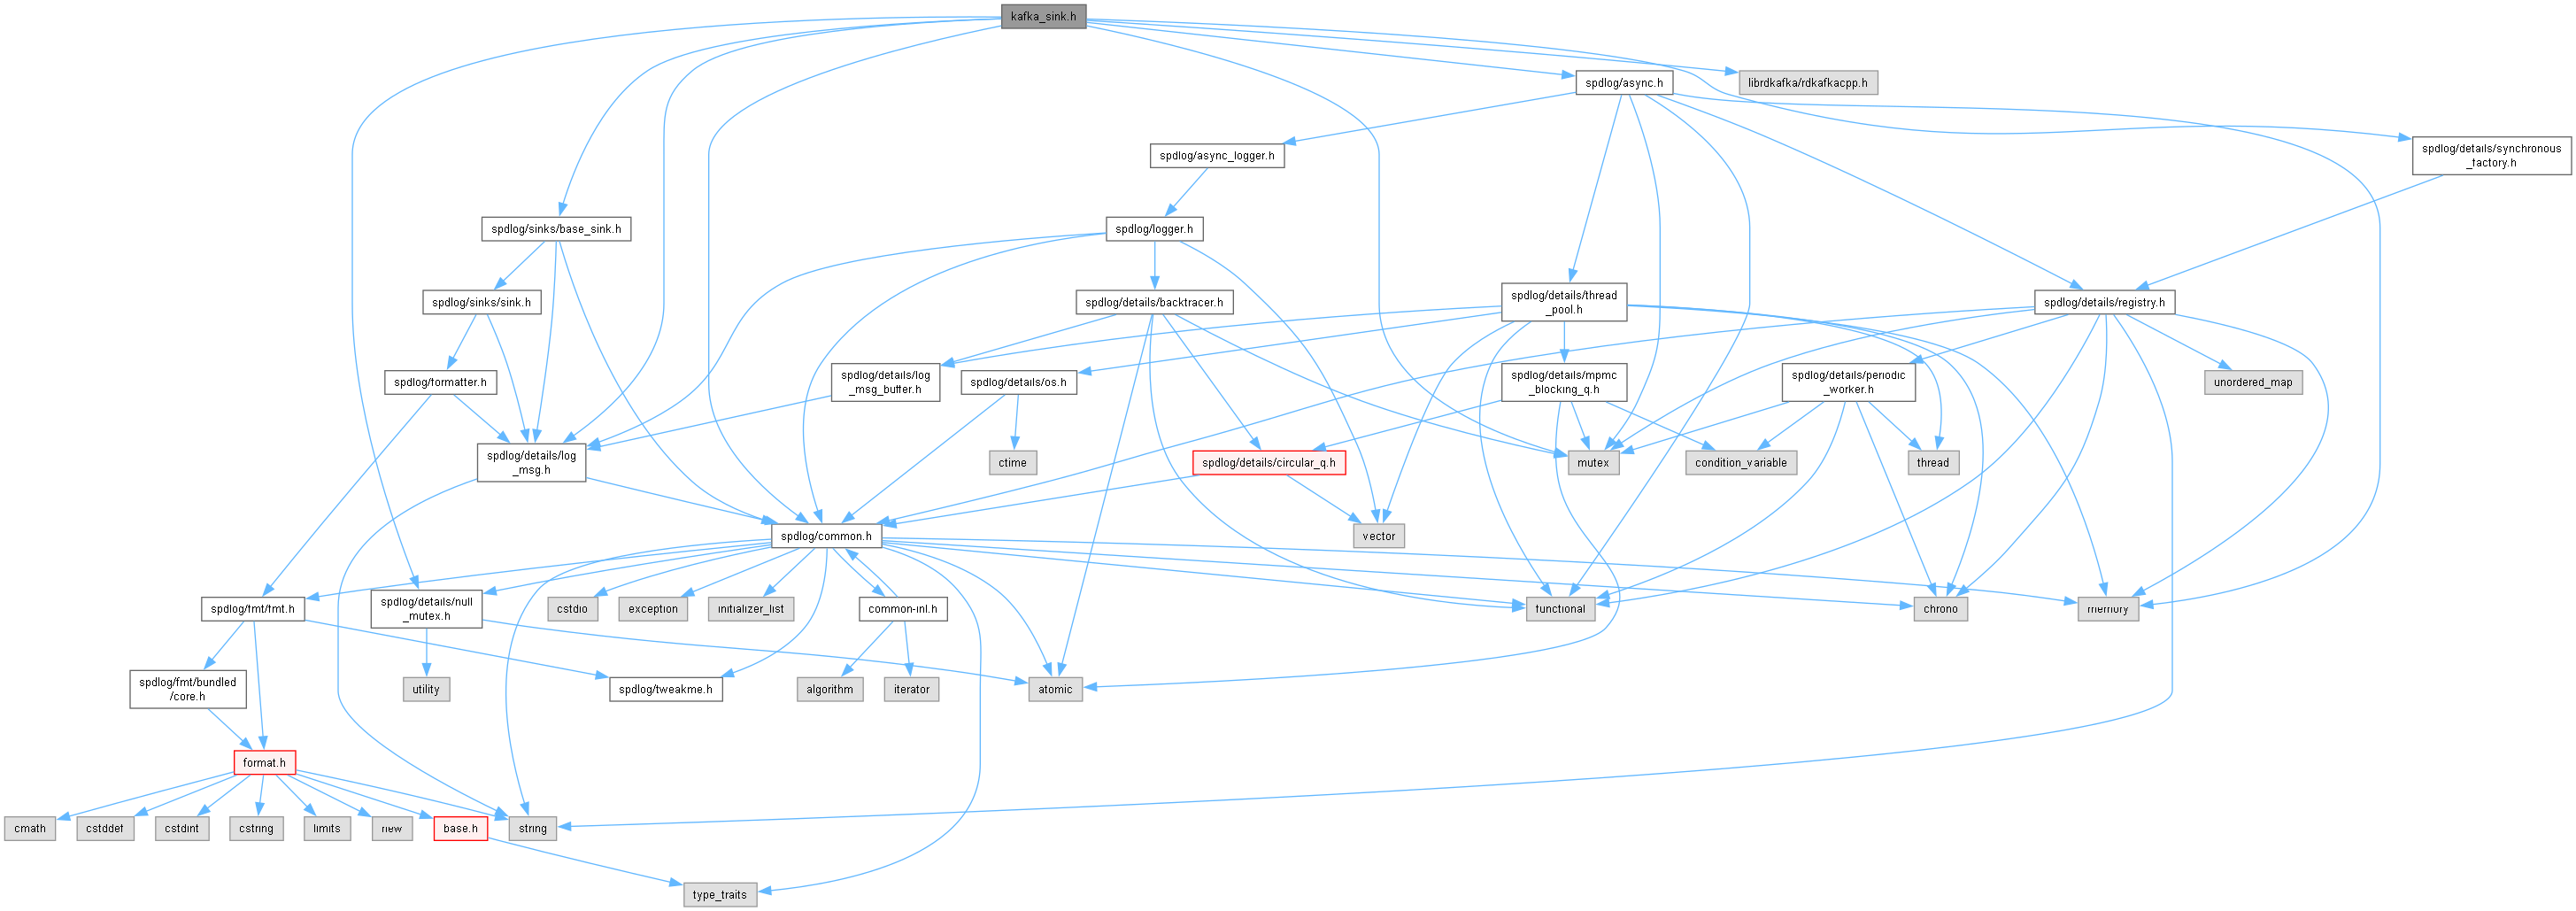 kafka_sink.h
spdlog/async.h
librdkafka/rdkafkacpp.h
spdlog/async_logger.h
spdlog/details/synchronous
_factory.h
spdlog/sinks/base_sink.h
spdlog/logger.h
spdlog/sinks/sink.h
spdlog/details/backtracer.h
spdlog/details/thread
_pool.h
spdlog/details/registry.h
spdlog/formatter.h
spdlog/details/log
_msg_buffer.h
spdlog/details/os.h
spdlog/details/mpmc
_blocking_q.h
spdlog/details/periodic
_worker.h
unordered_map
spdlog/details/log
_msg.h
ctime
spdlog/details/circular_q.h
mutex
condition_variable
thread
spdlog/common.h
vector
spdlog/fmt/fmt.h
spdlog/details/null
_mutex.h
cstdio
exception
initializer_list
common-inl.h
functional
chrono
memory
spdlog/fmt/bundled
/core.h
utility
spdlog/tweakme.h
algorithm
iterator
atomic
format.h
cmath
cstddef
cstdint
cstring
limits
new
base.h
string
type_traits